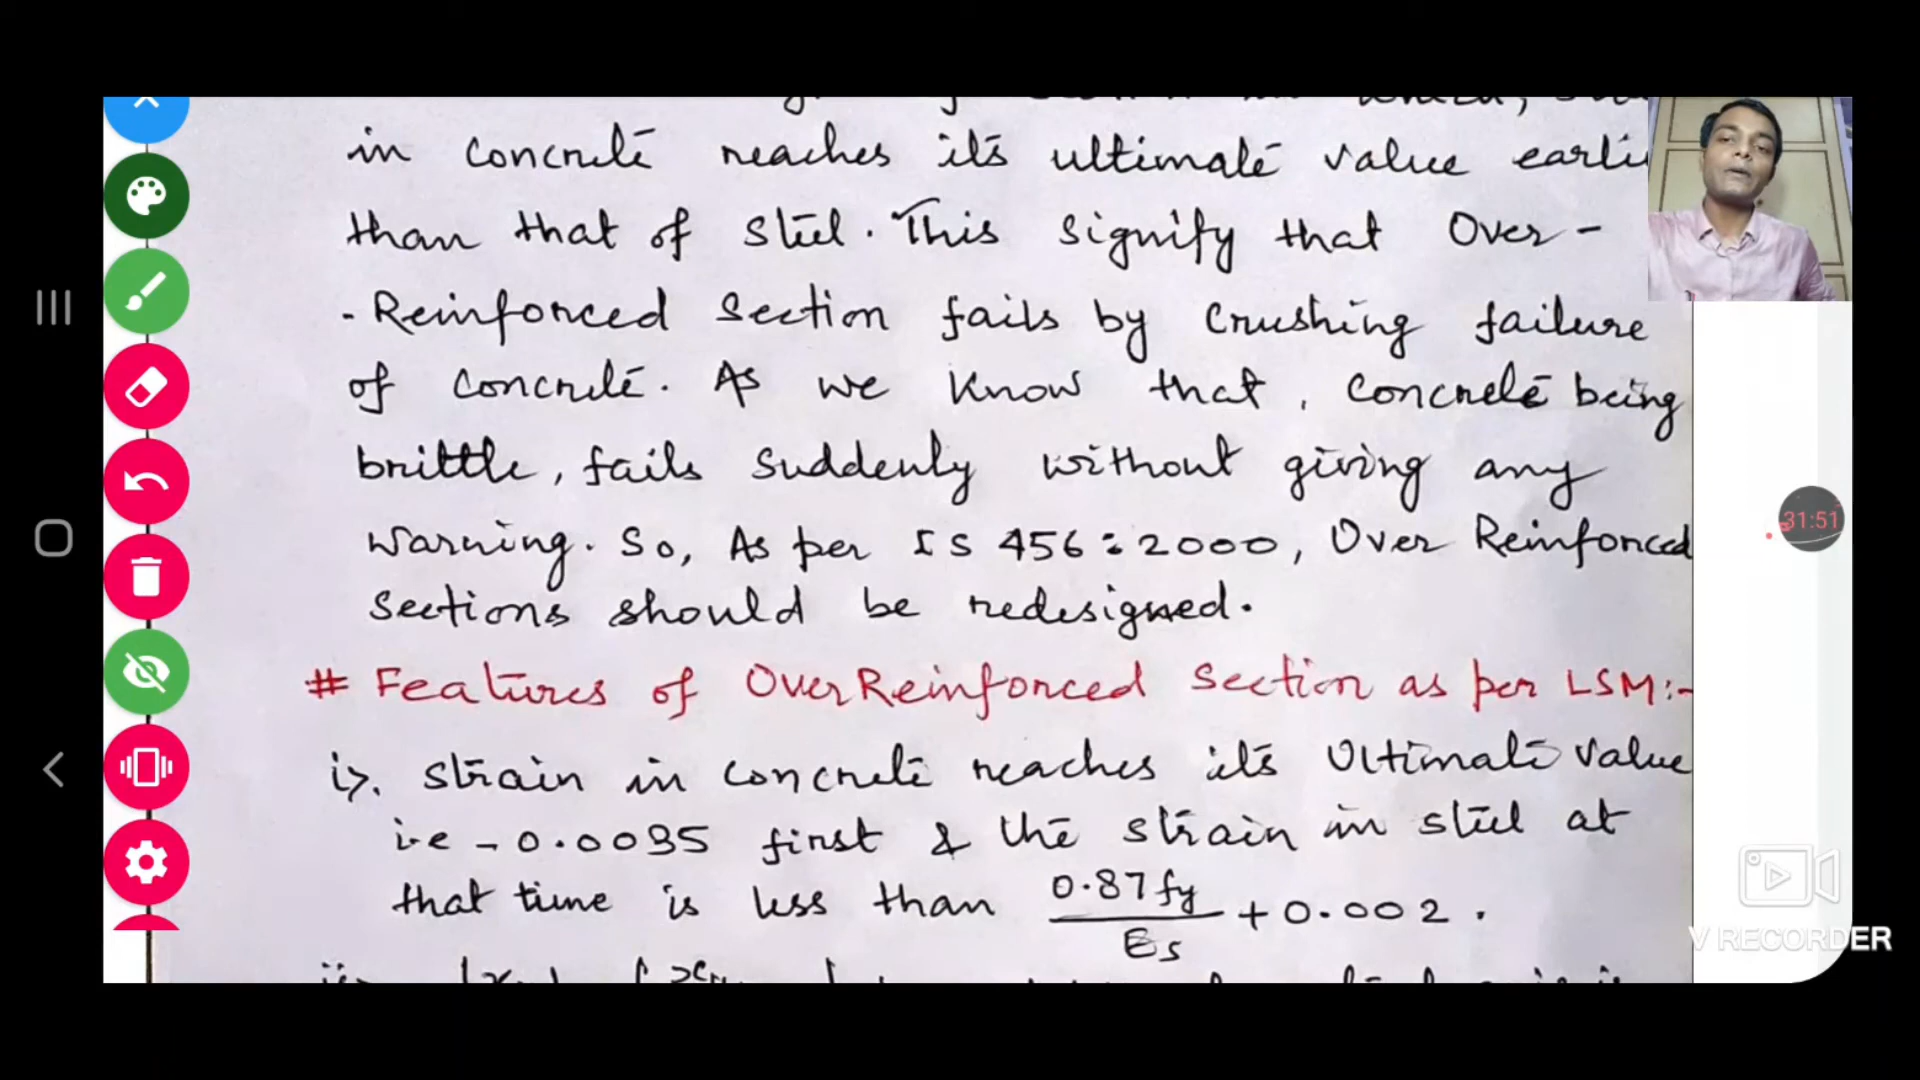 in concrete reaches its ultimate value
than that of steel. This signify that Over -
- Reinforced Section fails by Crushing failure
of concrete. As we know that, Concrete being
brittle, fails suddenly without giving any
warning. So, As per IS 456:2000, Over Reinforced
Sections should be redesigned.
# Features of OverReinforced Section as per LSM:-
i>. Strain in concrete reaches its Ultimate Value
i.e - 0.0035 first & the strain in steel at
that time is less than 0.87fy/Es + 0.002.
31:51
V RECORDER